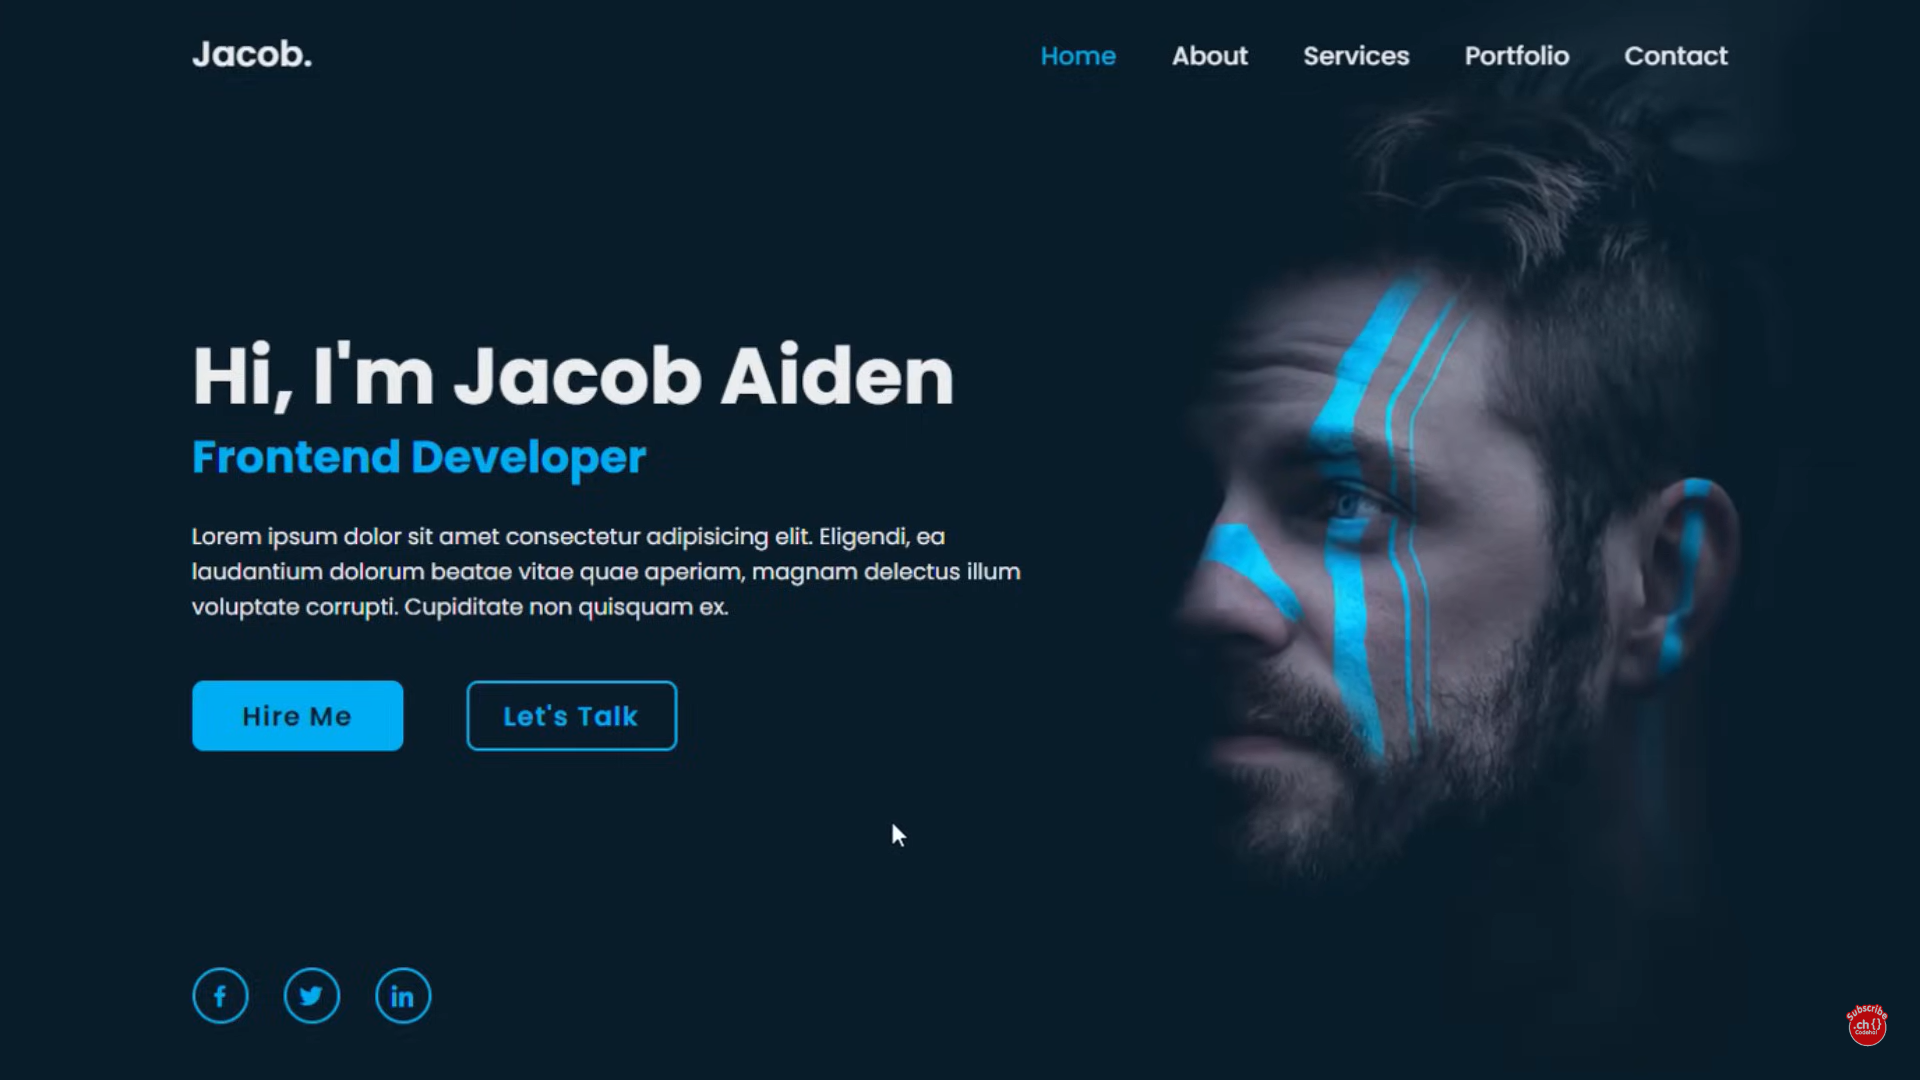 Jacob.
Home About Services Portfolio Contact
Hi, I'm Jacob Aiden
Frontend Developer
Lorem ipsum dolor sit amet consectetur adipisicing elit. Eligendi, ea
laudantium dolorum beatae vitae quae aperiam, magnam delectus illum
voluptate corrupti. Cupiditate non quisquam ex.
Hire Me Let's Talk
f in
Subscribe
.ch{}
Codehal